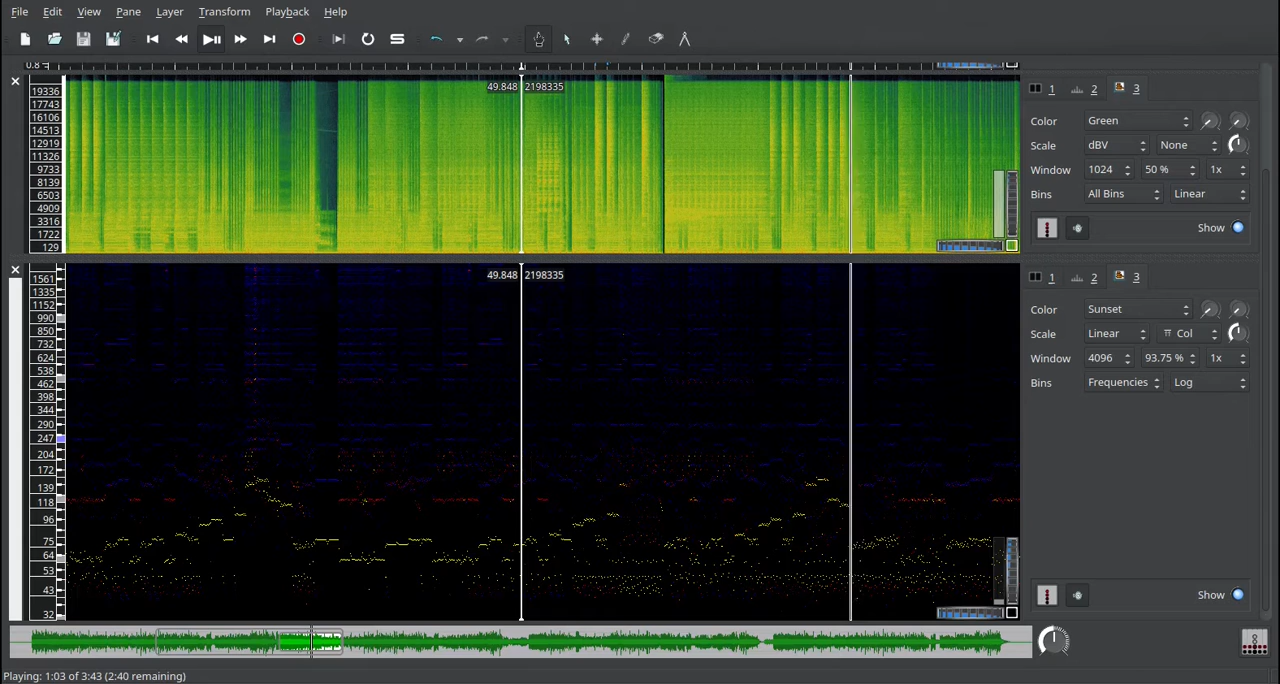 File Edit View Pane Layer Transform Playback Help
0.8
49.848 2198335
19336
17743
16106
14513
12919
11326
9733
8139
6503
4909
3316
1722
129
1 2 3
Color Green
Scale dBV None
Window 1024 50 % 1x
Bins All Bins Linear
Show
49.848 2198335
1561
1335
1152
990
850
732
624
538
462
398
344
290
247
204
172
139
118
96
75
64
53
43
32
1 2 3
Color Sunset
Scale Linear Col
Window 4096 93.75 % 1x
Bins Frequencies Log
Show
Playing: 1:03 of 3:43 (2:40 remaining)